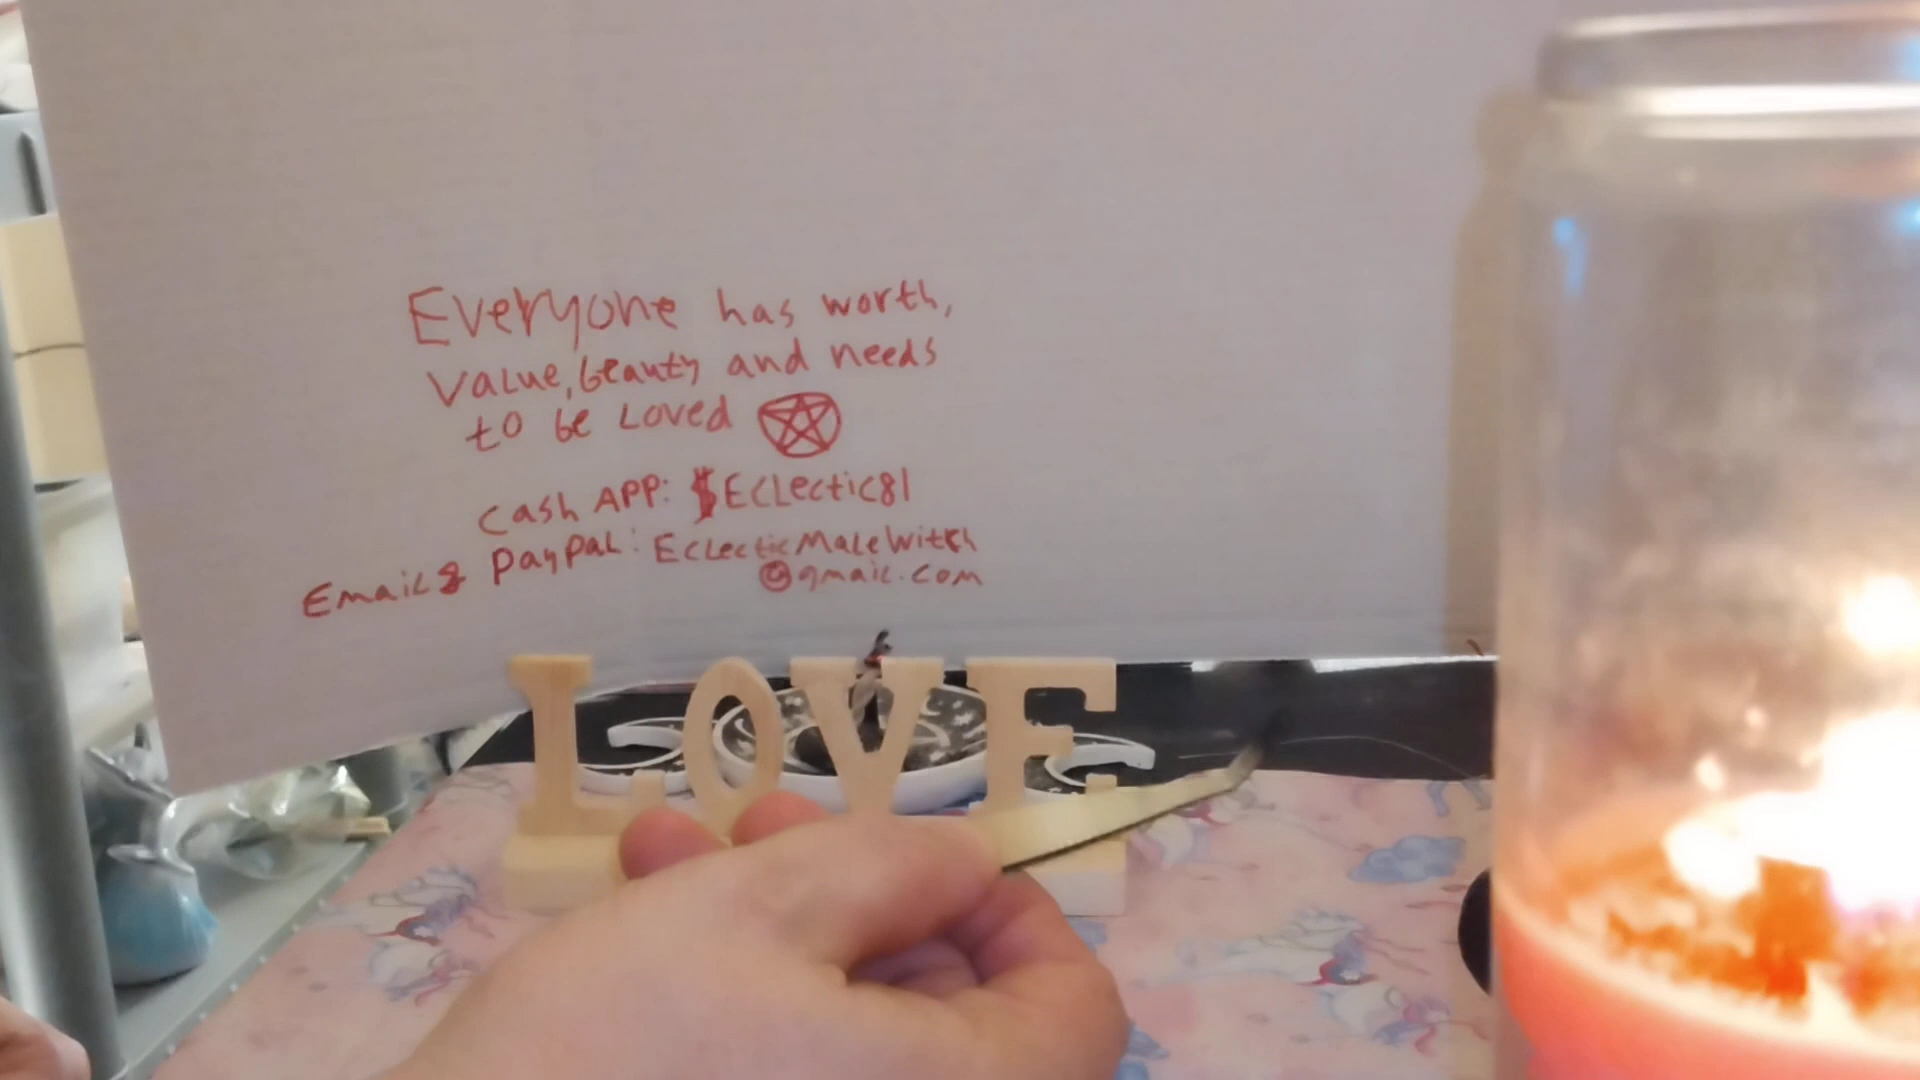 Everyone has worth,
value, beauty and needs
to be Loved
Cash APP: $Eclectic81
Email & PayPal: EclecticMaleWitch
@gmail.com
LOVE